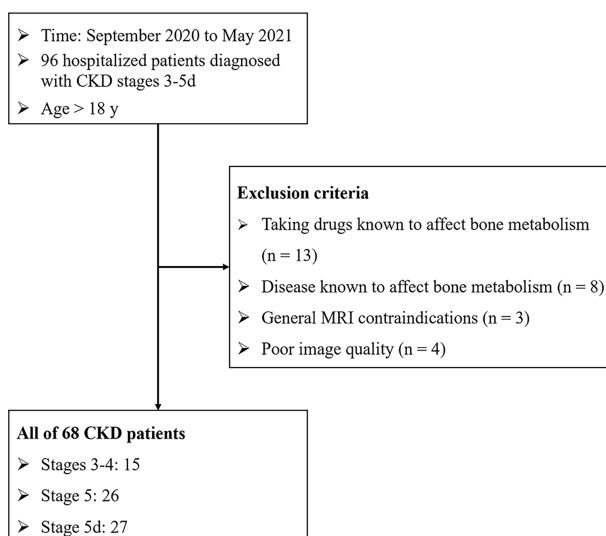 ➢ Time: September 2020 to May 2021
➢ 96 hospitalized patients diagnosed
with CKD stages 3-5d
➢ Age > 18 y
Exclusion criteria
➢ Taking drugs known to affect bone metabolism
(n = 13)
➢ Disease known to affect bone metabolism (n = 8)
➢ General MRI contraindications (n = 3)
➢ Poor image quality (n = 4)
All of 68 CKD patients
➢ Stages 3-4: 15
➢ Stage 5: 26
➢ Stage 5d: 27